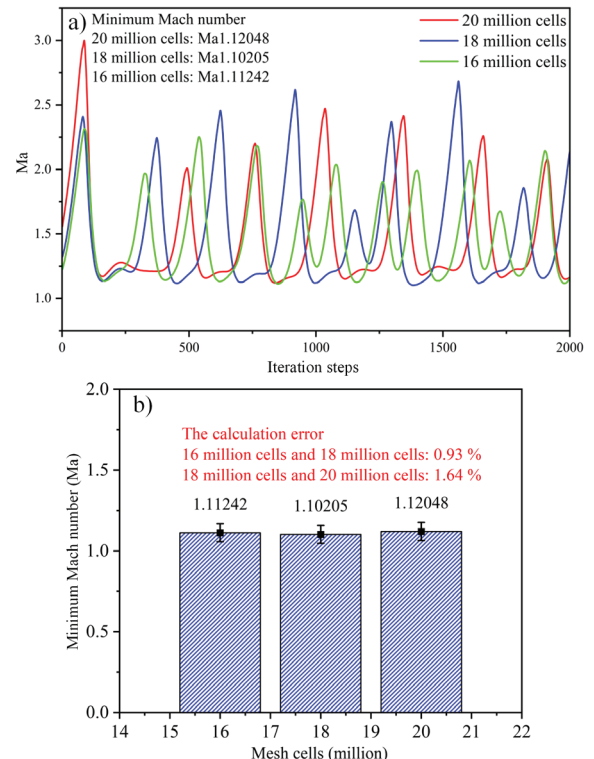 a)
Minimum Mach number
20 million cells: Ma1.12048
18 million cells: Ma1.10205
16 million cells: Ma1.11242
20 million cells
18 million cells
16 million cells
3.0
2.5
2.0
1.5
1.0
Ma
0
500
1000
1500
2000
Iteration steps
b)
The calculation error
16 million cells and 18 million cells: 0.93 %
18 million cells and 20 million cells: 1.64 %
1.11242
1.10205
1.12048
2.0
1.5
1.0
0.5
0.0
Minimum Mach number (Ma)
14
15
16
17
18
19
20
21
22
Mesh cells (million)